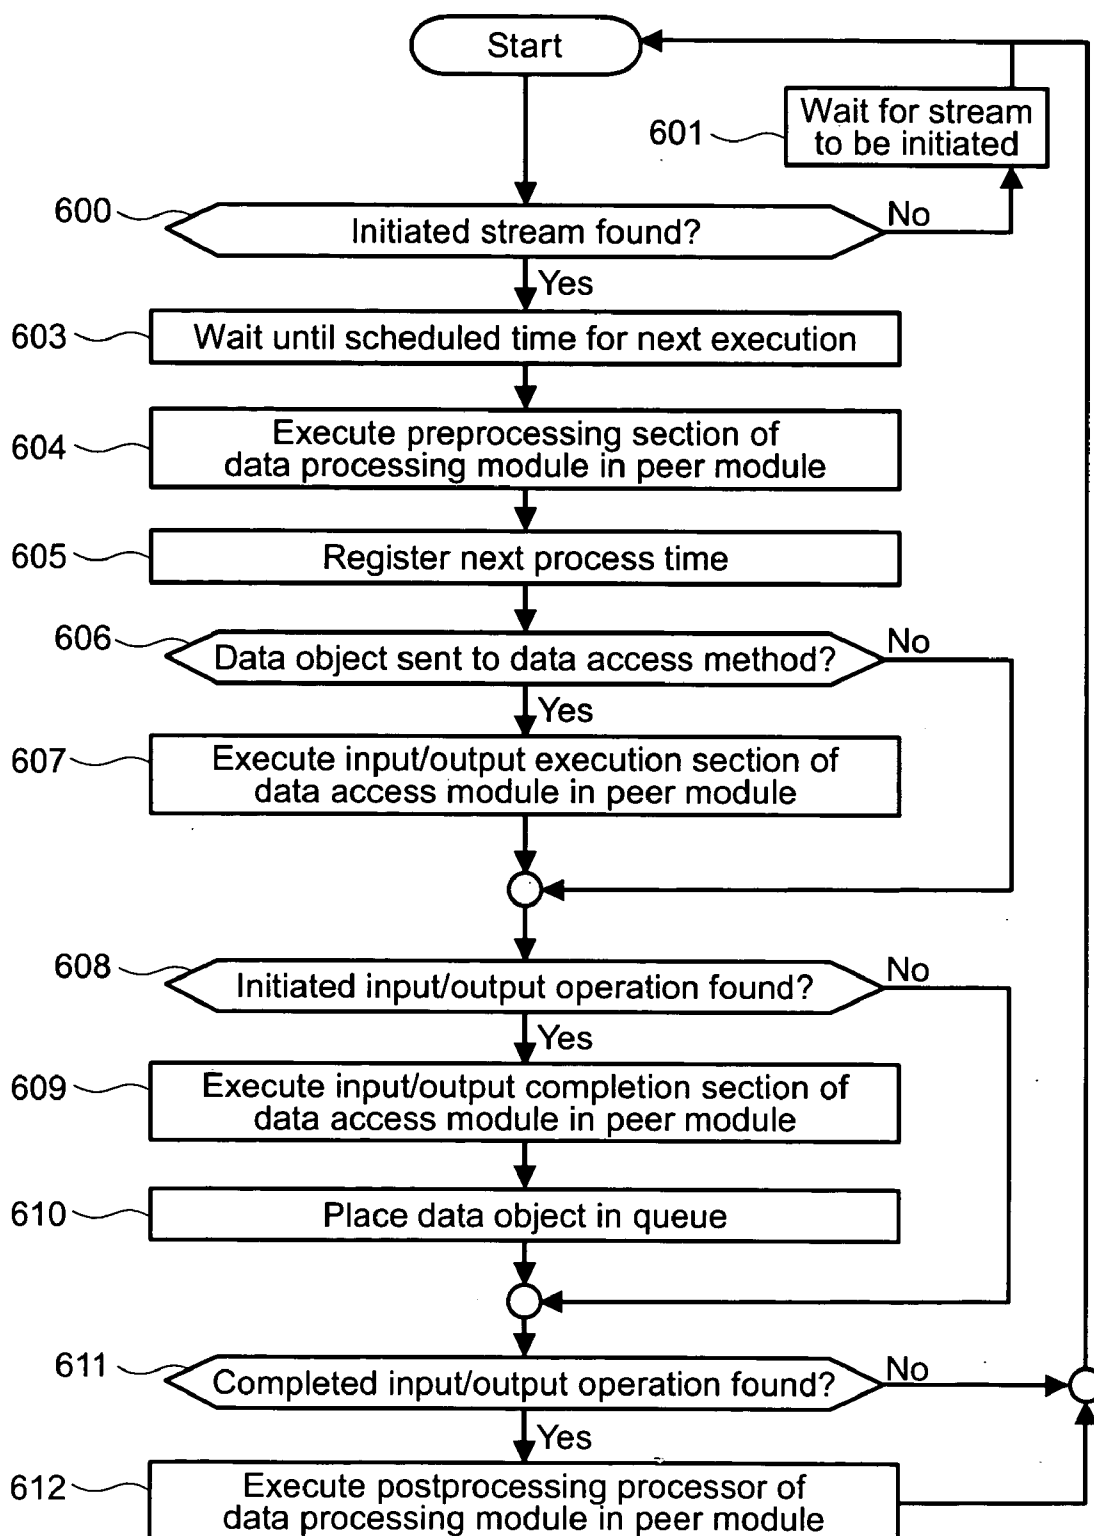 Start
Wait for stream
to be initiated
601
600
Initiated stream found?
No
Yes
603
Wait until scheduled time for next execution
604
Execute preprocessing section of
data processing module in peer module
605
Register next process time
606
Data object sent to data access method?
No
Yes
607
Execute input/output execution section of
data access module in peer module
608
Initiated input/output operation found?
No
Yes
609
Execute input/output completion section of
data access module in peer module
610
Place data object in queue
611
Completed input/output operation found?
No
Yes
612
Execute postprocessing processor of
data processing module in peer module